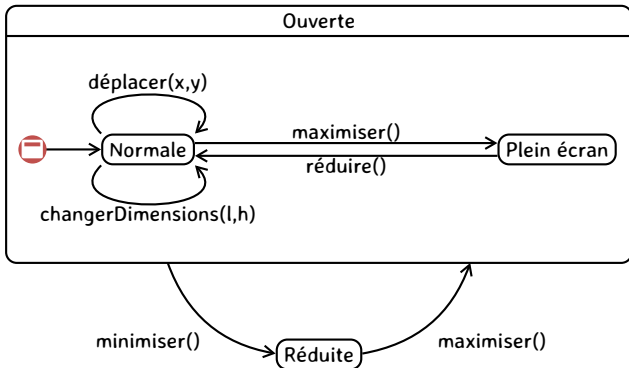 Ouverte
déplacer(x,y)
Normale
maximiser()
réduire()
Plein écran
changerDimensions(l,h)
minimiser()
Réduite
maximiser()